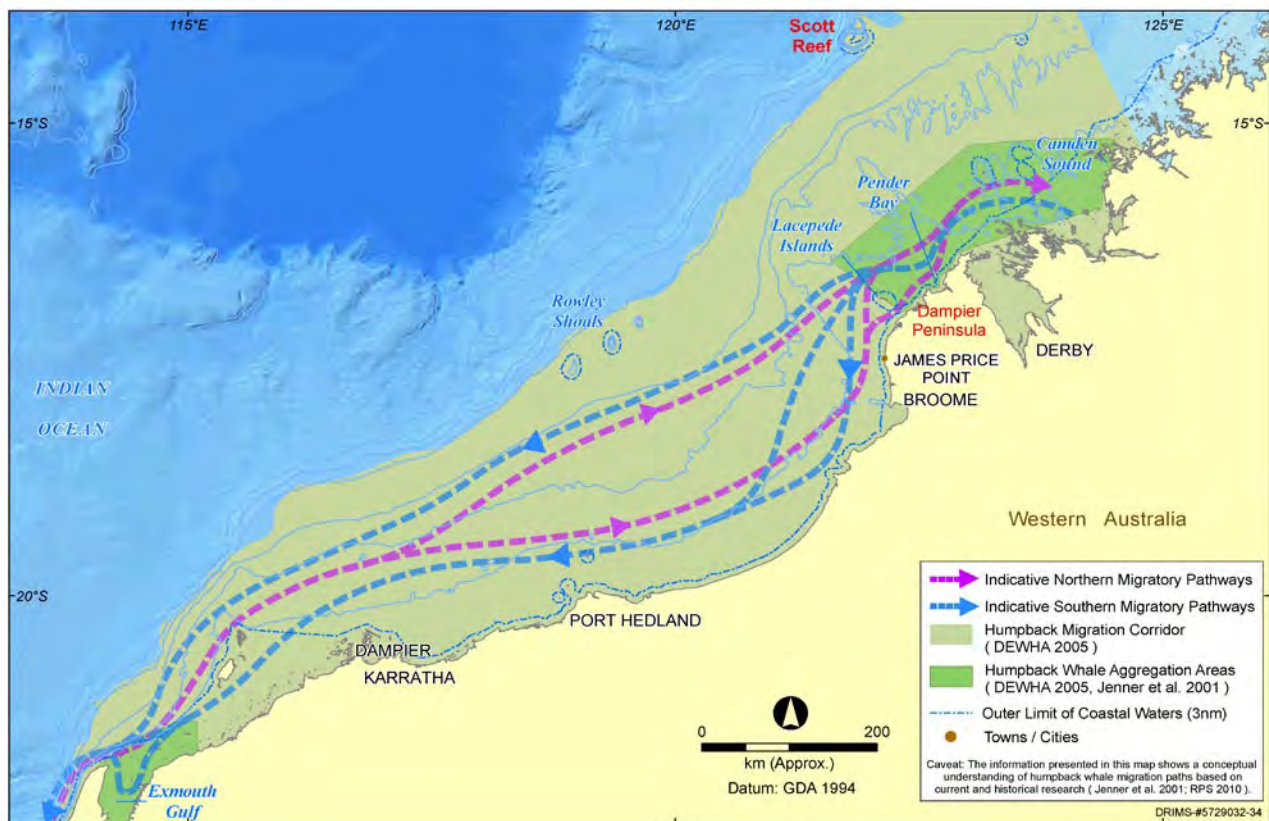 115°E
120°E
125°E
Scott
Reef
15°S
15°S
Camden
Sound
Pender
Bay
Lacepede
Islands
Rowley
Shoals
Dampier
Peninsula
DERBY
JAMES PRICE
POINT
BROOME
INDIAN
OCEAN
Western Australia
20°S
20°S
PORT HEDLAND
DAMPIER
KARRATHA
Exmouth
Gulf
0
200
km (Approx.)
Datum: GDA 1994
Indicative Northern Migratory Pathways
Indicative Southern Migratory Pathways
Humpback Migration Corridor
( DEWHA 2005 )
Humpback Whale Aggregation Areas
( DEWHA 2005, Jenner et al. 2001 )
Outer Limit of Coastal Waters (3nm)
Towns / Cities
Caveat: The information presented in this map shows a conceptual
understanding of humpback whale migration paths based on
current and historical research ( Jenner et al. 2001; RPS 2010 ).
DRIMS-#5729032-34